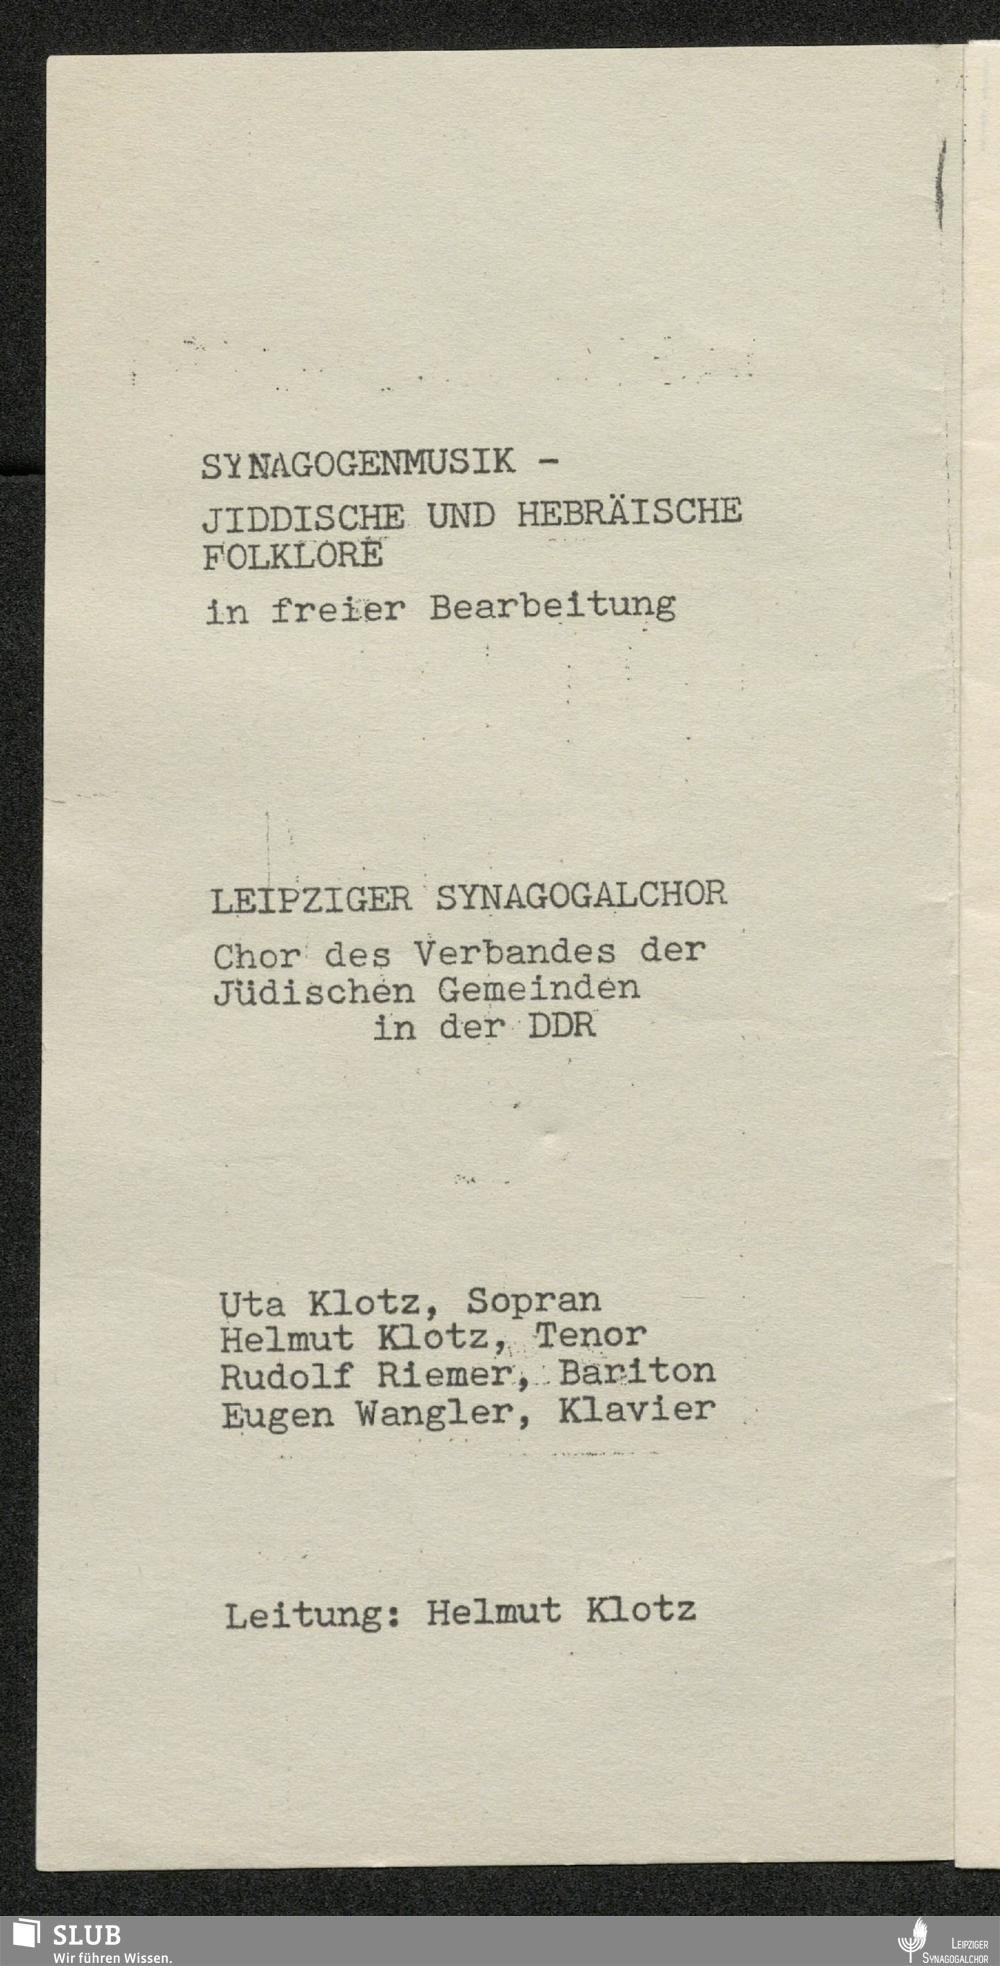 SYNAGOGENMUSIK -
JIDDISCHE UND HEBRÄISCHE
FOLKLORE
in freier Bearbeitung
LEIPZIGER SYNAGOGALCHOR
Chor des Verbandes der
Jüdischen Gemeinden
in der DDR
Uta Klotz, Sopran
Helmut Klotz, Tenor
Rudolf Riemer, Bariton
Eugen Wangler, Klavier
Leitung: Helmut Klotz
SLUB
Wir führen Wissen.
LEIPZIGER
SYNAGOGALCHOR